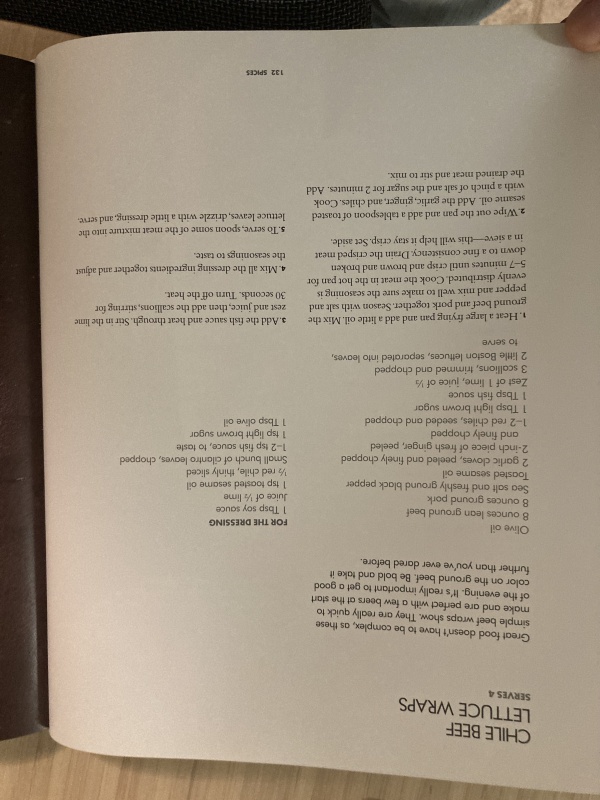 CHILE BEEF
LETTUCE WRAPS
SERVES 4
Great food doesn't have to be complex, as these
simple beef wraps show. They are really quick to
make and are perfect with a few beers at the start
of the evening. It's really important to get a good
color on the ground beef. Be bold and take it
further than you've ever dared before.
Olive oil
8 ounces lean ground beef
8 ounces ground pork
Sea salt and freshly ground black pepper
Toasted sesame oil
2 garlic cloves, peeled and finely chopped
2-inch piece of fresh ginger, peeled
and finely chopped
1–2 red chiles, seeded and chopped
1 Tbsp light brown sugar
1 Tbsp fish sauce
Zest of 1 lime, juice of ½
3 scallions, trimmed and chopped
2 little Boston lettuces, separated into leaves,
to serve
FOR THE DRESSING
1 Tbsp soy sauce
Juice of ½ lime
1 tsp toasted sesame oil
½ red chile, thinly sliced
Small bunch of cilantro leaves, chopped
1–2 tsp fish sauce, to taste
1 tsp light brown sugar
1 Tbsp olive oil
1. Heat a large frying pan and add a little oil. Mix the
ground beef and pork together. Season with salt and
pepper and mix well to make sure the seasoning is
evenly distributed. Cook the meat in the hot pan for
5–7 minutes until crisp and brown and broken
down to a fine consistency. Drain the crisped meat
in a sieve—this will help it stay crisp. Set aside.
2. Wipe out the pan and add a tablespoon of toasted
sesame oil. Add the garlic, ginger, and chiles. Cook
with a pinch of salt and the sugar for 2 minutes. Add
the drained meat and stir to mix.
3. Add the fish sauce and heat through. Stir in the lime
zest and juice, then add the scallions, stirring for
30 seconds. Turn off the heat.
4. Mix all the dressing ingredients together and adjust
the seasonings to taste.
5. To serve, spoon some of the meat mixture into the
lettuce leaves, drizzle with a little dressing, and serve.
132 SPICES